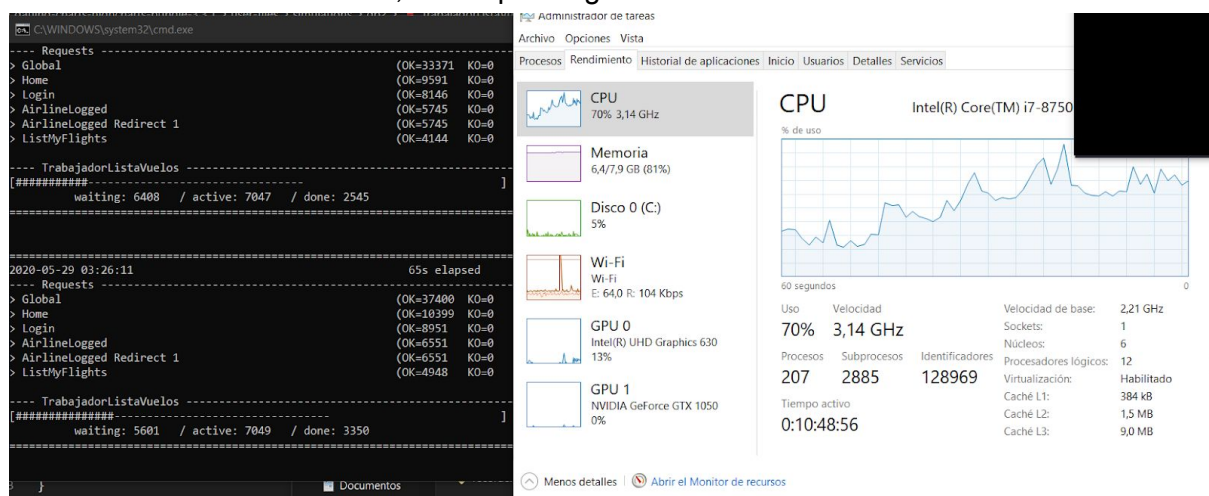 C:\WINDOWS\system32\cmd.exe
---- Requests ----
> Global (OK=33371 KO=0
> Home (OK=9591 KO=0
> Login (OK=8146 KO=0
> AirlineLogged (OK=5745 KO=0
> AirlineLogged Redirect 1 (OK=5745 KO=0
> ListMyFlights (OK=4144 KO=0
---- TrabajadorListaVuelos ----
[###########---- ]
waiting: 6408 / active: 7047 / done: 2545
2020-05-29 03:26:11 65s elapsed
---- Requests ----
> Global (OK=37400 KO=0
> Home (OK=10399 KO=0
> Login (OK=8951 KO=0
> AirlineLogged (OK=6551 KO=0
> AirlineLogged Redirect 1 (OK=6551 KO=0
> ListMyFlights (OK=4948 KO=0
---- TrabajadorListaVuelos ----
[###############---- ]
waiting: 5601 / active: 7049 / done: 3350
}
Documentos
Administrador de tareas
Archivo Opciones Vista
Procesos Rendimiento Historial de aplicaciones Inicio Usuarios Detalles Servicios
CPU
70% 3,14 GHz
Memoria
6,4/7,9 GB (81%)
Disco 0 (C:)
5%
Wi-Fi
Wi-Fi
E: 64,0 R: 104 Kbps
GPU 0
Intel(R) UHD Graphics 630
13%
GPU 1
NVIDIA GeForce GTX 1050
0%
CPU Intel(R) Core(TM) i7-8750
% de uso
60 segundos 0
Uso Velocidad
70% 3,14 GHz
Procesos Subprocesos Identificadores
207 2885 128969
Tiempo activo
0:10:48:56
Velocidad de base: 2,21 GHz
Sockets: 1
Núcleos: 6
Procesadores lógicos: 12
Virtualización: Habilitado
Caché L1: 384 kB
Caché L2: 1,5 MB
Caché L3: 9,0 MB
Menos detalles Abrir el Monitor de recursos